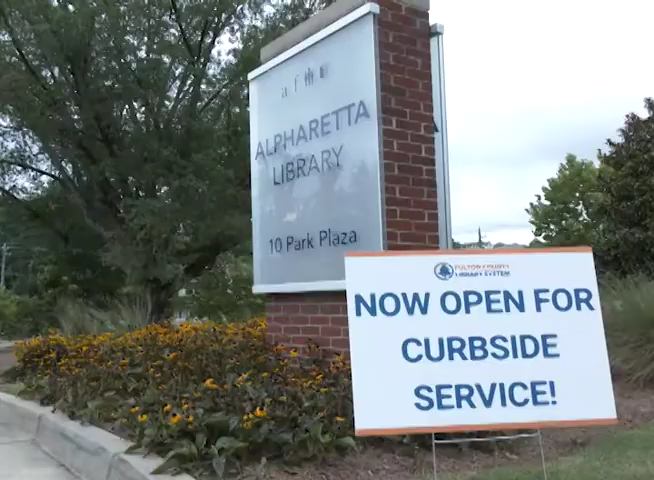 ALPHARETTA
LIBRARY
10 Park Plaza
FULTON COUNTY
LIBRARY SYSTEM
NOW OPEN FOR
CURBSIDE
SERVICE!